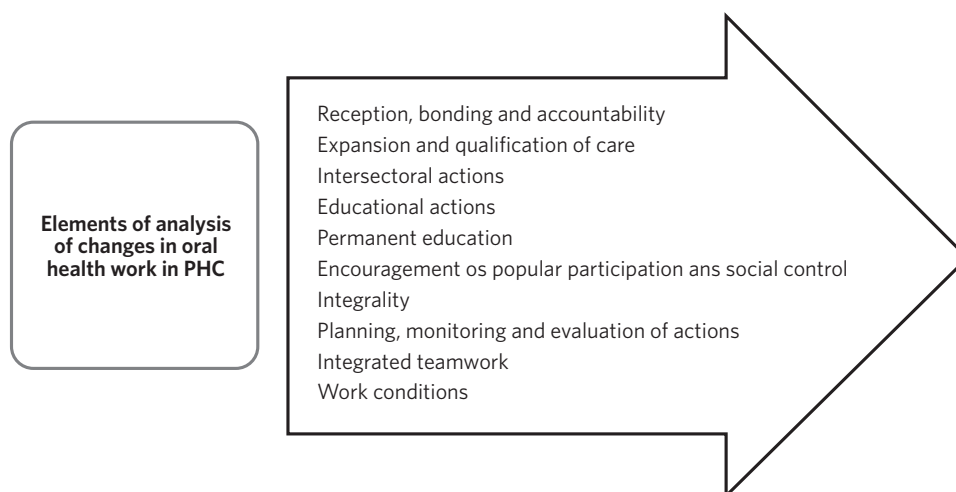 Elements of analysis
of changes in oral
health work in PHC
Reception, bonding and accountability
Expansion and qualification of care
Intersectoral actions
Educational actions
Permanent education
Encouragement os popular participation ans social control
Integrality
Planning, monitoring and evaluation of actions
Integrated teamwork
Work conditions